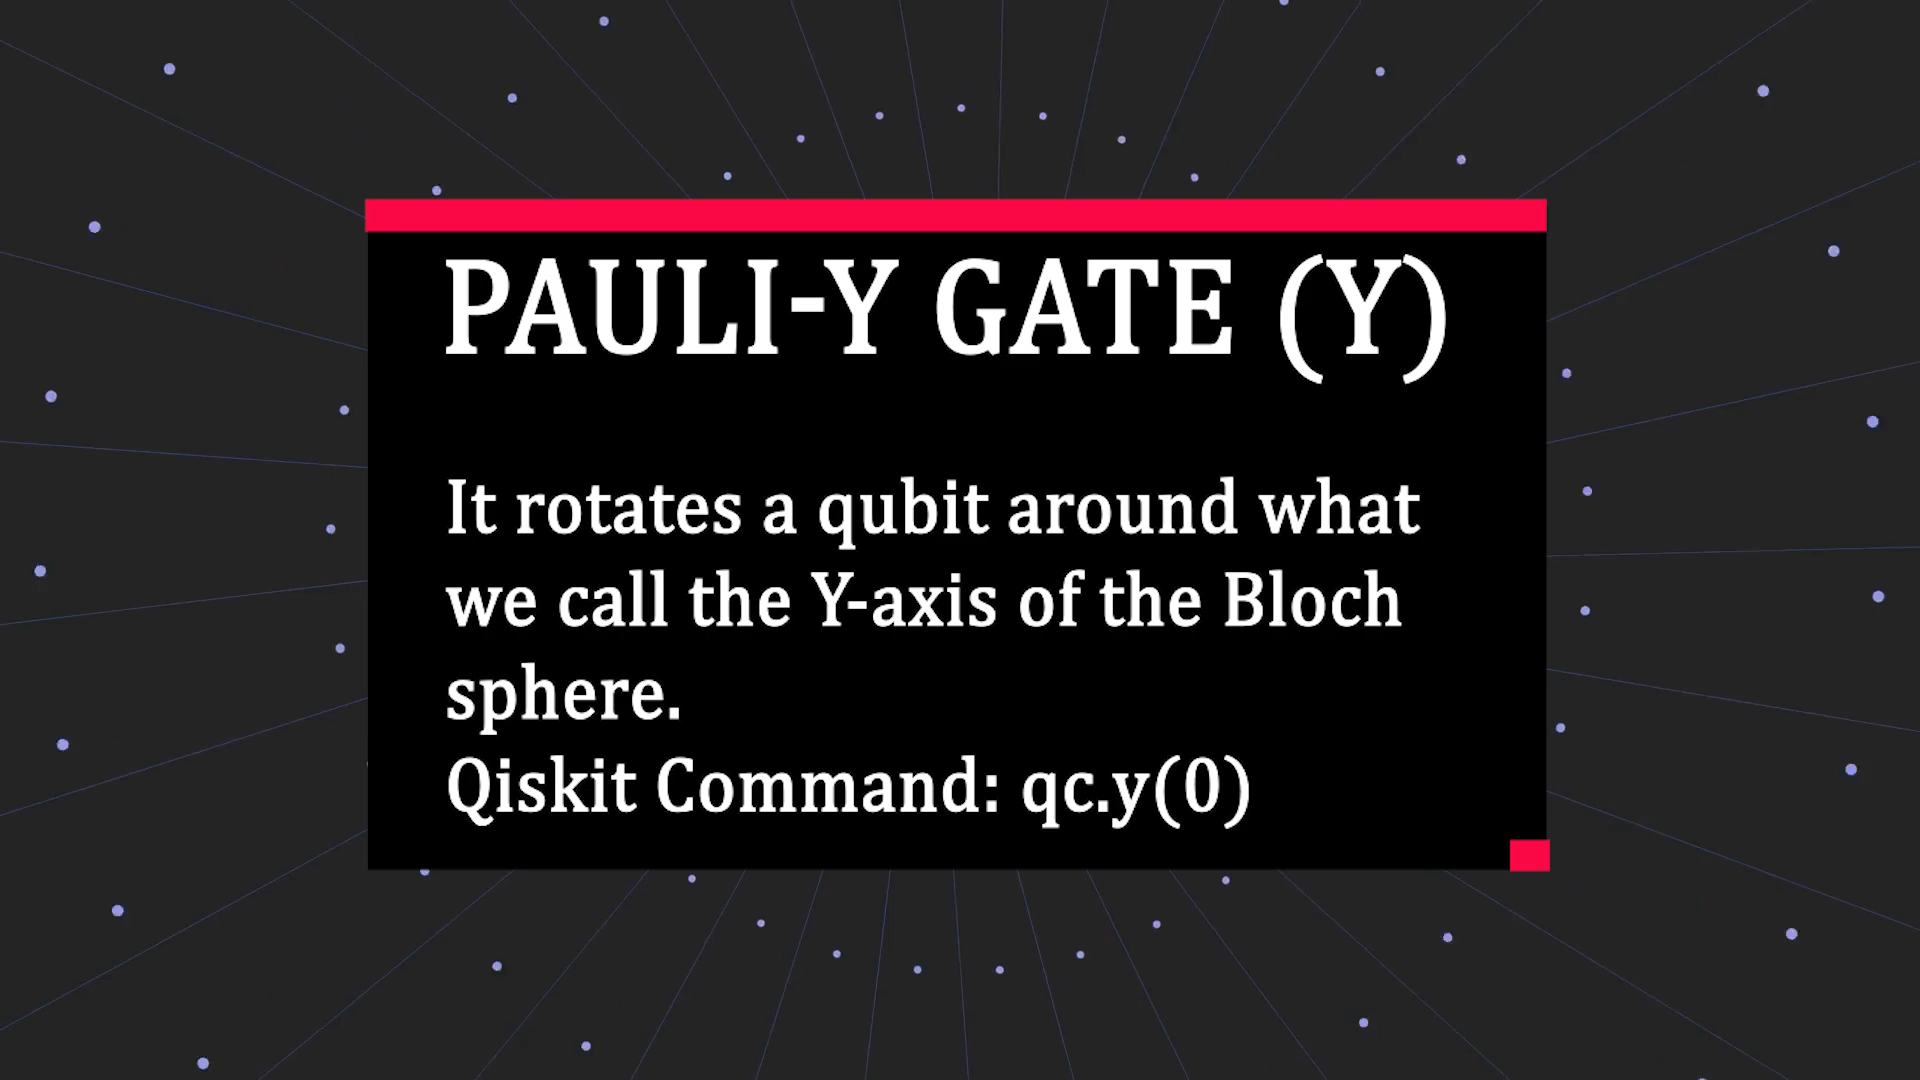 PAULI-Y GATE (Y)
It rotates a qubit around what
we call the Y-axis of the Bloch
sphere.
Qiskit Command: qc.y(0)